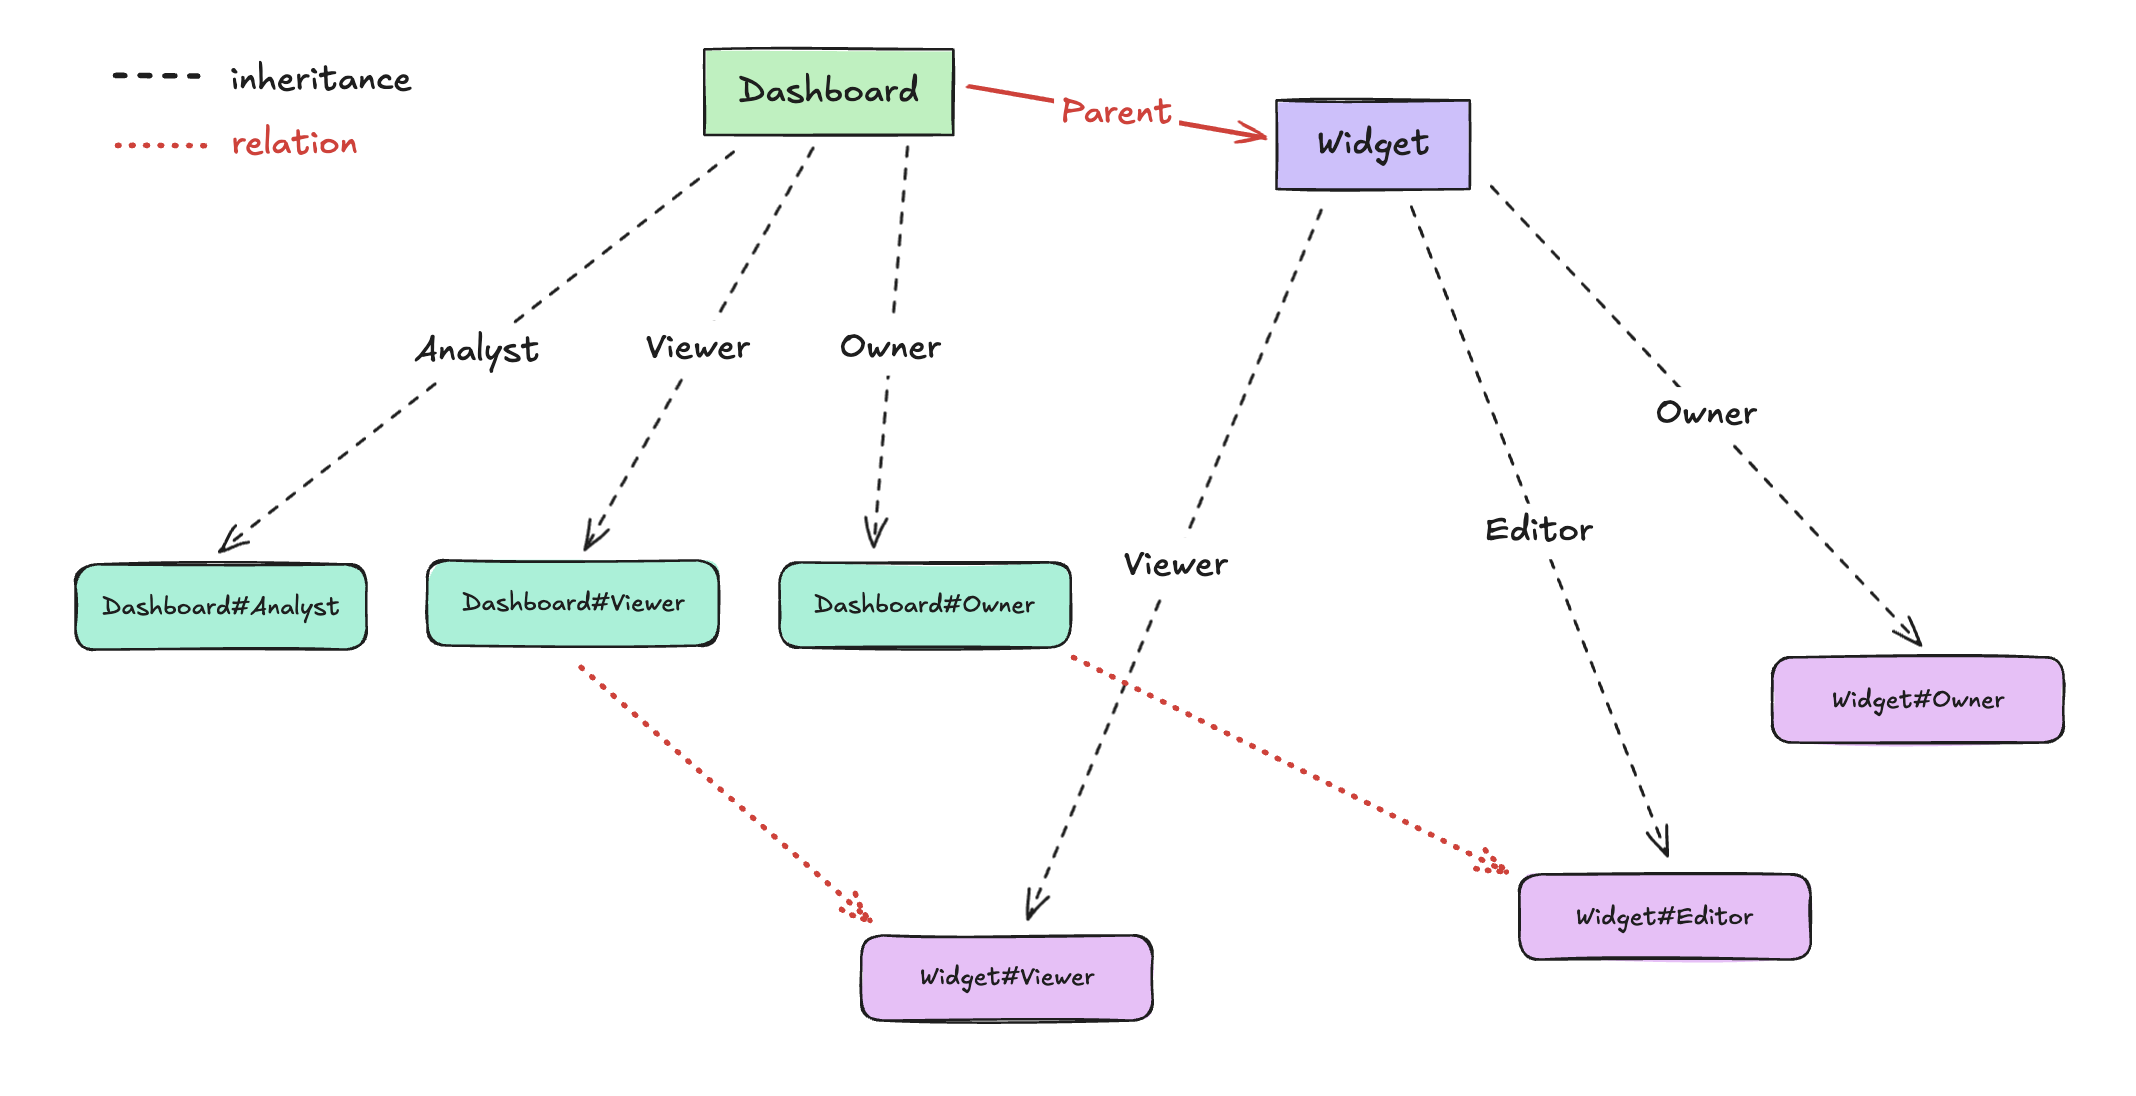 inheritance
relation
Dashboard
Parent
Widget
Analyst
Viewer
Owner
Owner
Editor
Viewer
Dashboard#Analyst
Dashboard#Viewer
Dashboard#Owner
Widget#Owner
Widget#Editor
Widget#Viewer